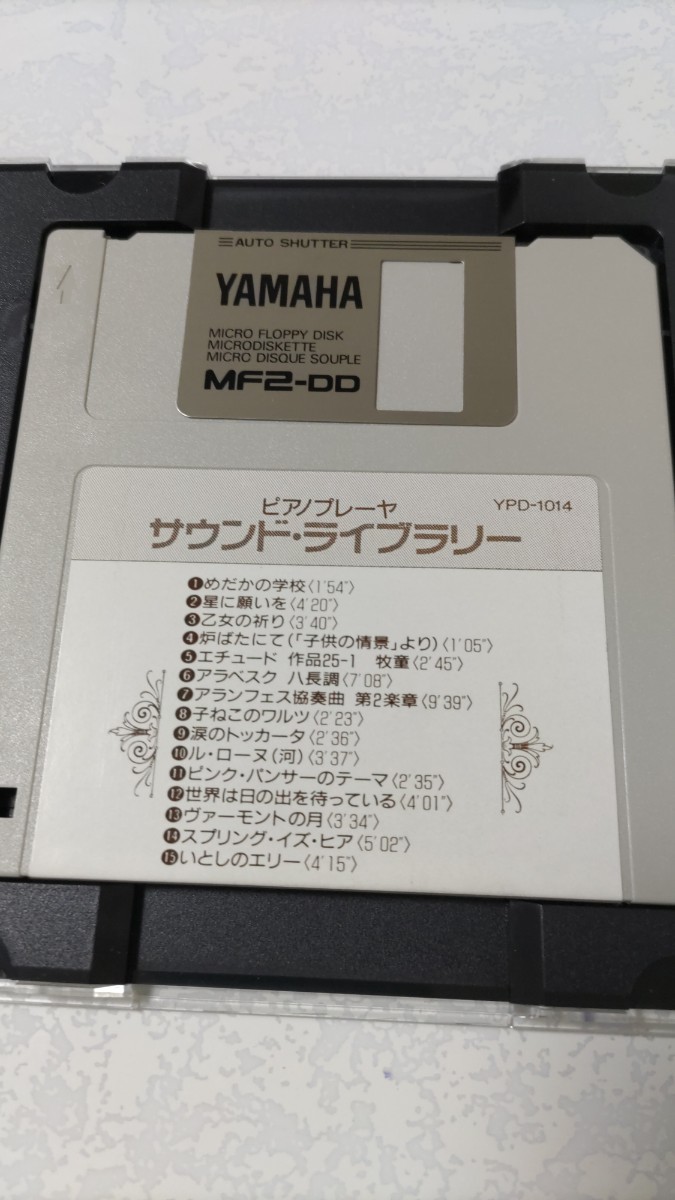 AUTO SHUTTER
YAMAHA
MICRO FLOPPY DISK
MICRODISKETTE
MICRO DISQUE SOUPLE
MF2-DD
ピアノプレーヤ YPD-1014
サウンド・ライブラリー
❶めだかの学校〈1'54"〉
❷星に願いを〈4'20"〉
❸乙女の祈り〈3'40"〉
❹炉ばたにて(「子供の情景」より)〈1'05"〉
❺エチュード 作品25-1 牧童〈2'45"〉
❻アラベスク ハ長調〈7'08"〉
❼アランフェス協奏曲 第2楽章〈9'39"〉
❽子ねこのワルツ〈2'23"〉
❾涙のトッカータ〈2'36"〉
❿ル・ローヌ(河)〈3'37"〉
⓫ピンク・パンサーのテーマ〈2'35"〉
⓬世界は日の出を待っている〈4'01"〉
⓭ヴァーモントの月〈3'34"〉
⓮スプリング・イズ・ヒア〈5'02"〉
⓯いとしのエリー〈4'15"〉